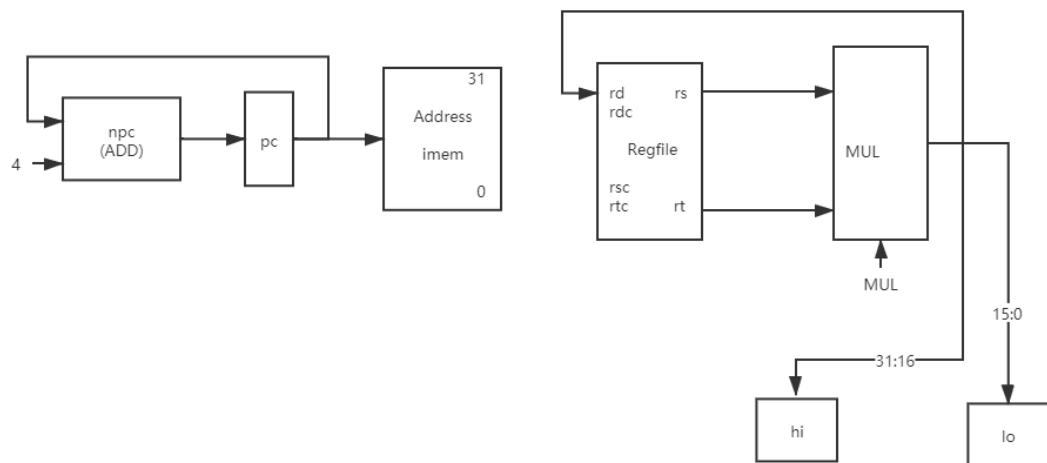 4
npc
(ADD)
pc
31
Address
imem
0
rd
rs
rdc
Regfile
rsc
rtc
rt
MUL
MUL
15:0
31:16
hi
lo